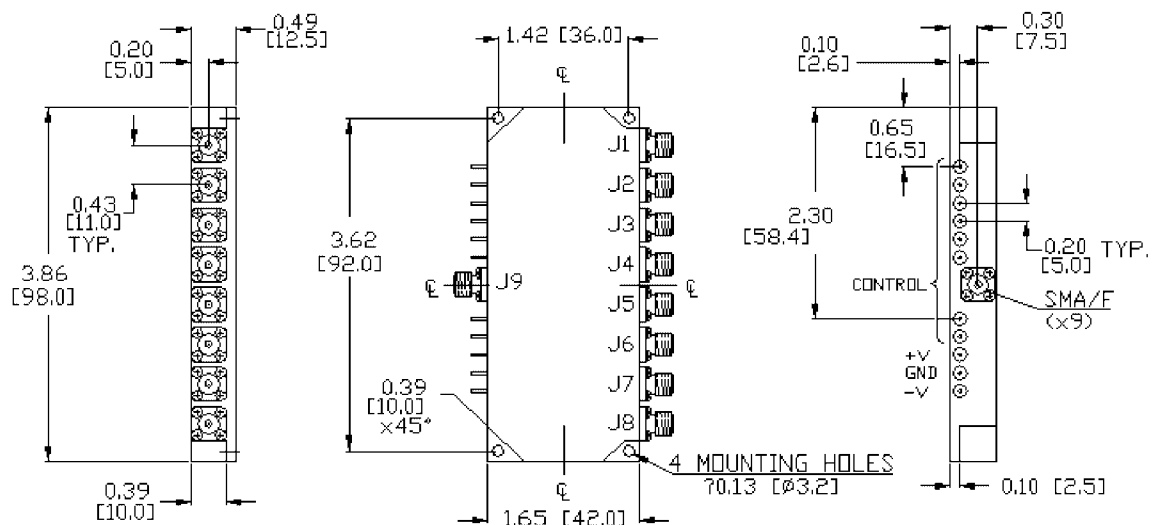 0.49
[12.5]
0.20
[5.0]
0.43
[11.0]
TYP.
3.86
[98.0]
0.39
[10.0]
1.42 [36.0]
℄
J1
J2
J3
J4
J5
J6
J7
J8
3.62
[92.0]
℄
J9
℄
0.39
[10.0]
×45°
4 MOUNTING HOLES
?0.13 [Ø3.2]
℄
1.65 [42.0]
0.30
[7.5]
0.10
[2.6]
0.65
[16.5]
2.30
[58.4]
0.20 TYP.
[5.0]
CONTROL
SMA/F
(x9)
+V
GND
-V
0.10 [2.5]